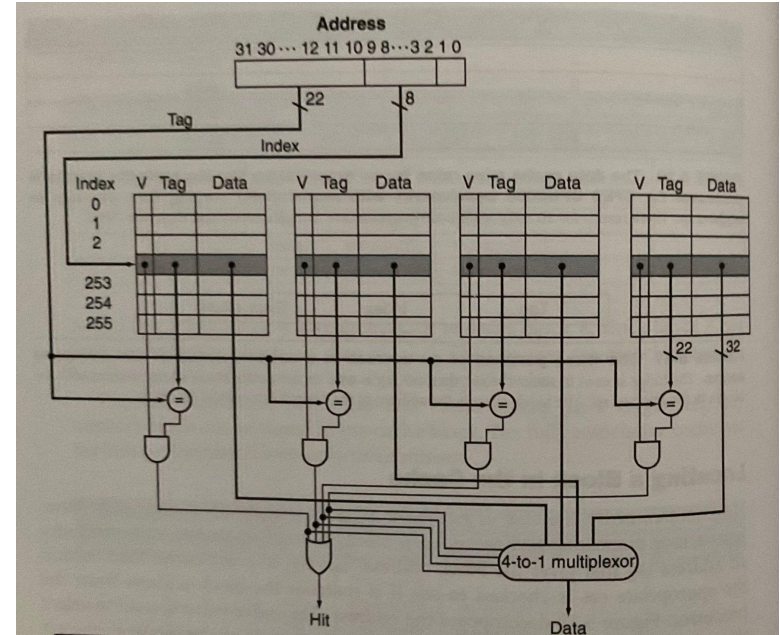 Address
31 30 ··· 12 11 10 9 8 ··· 3 2 1 0
22
8
Tag
Index
Index V Tag Data V Tag Data V Tag Data V Tag Data
0
1
2
253
254
255
22
32
= = = =
4-to-1 multiplexor
Hit
Data